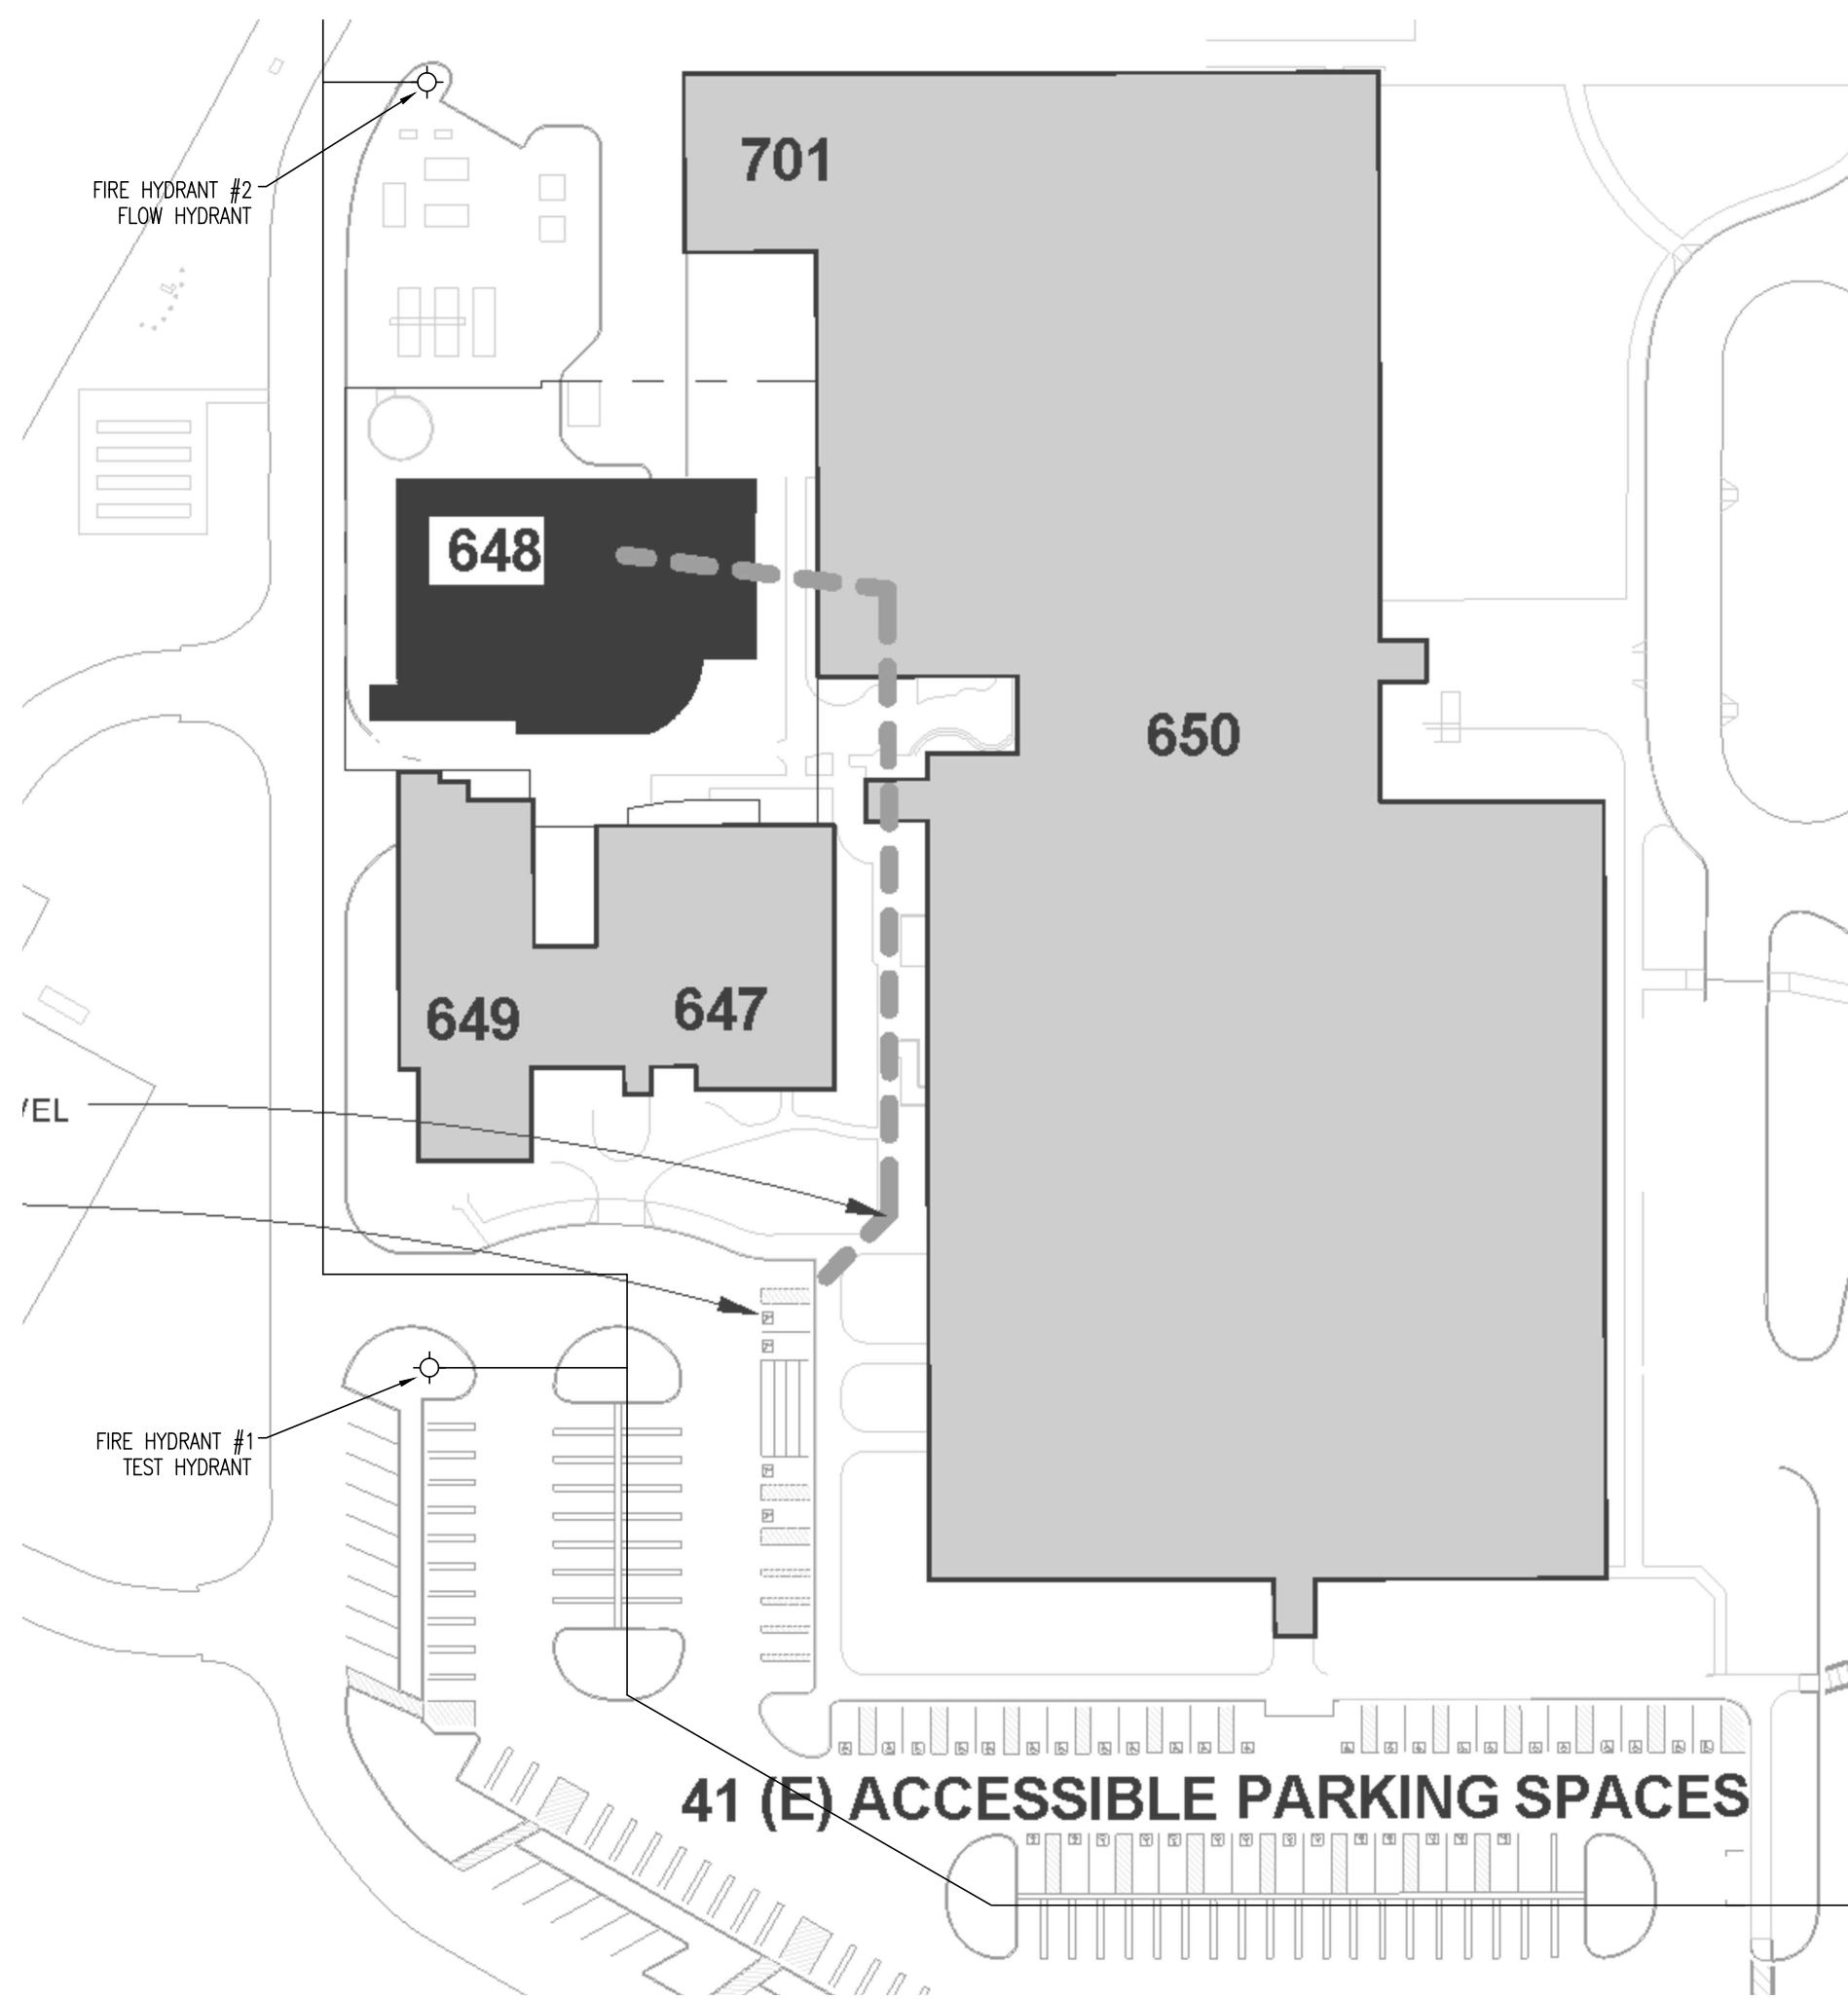 701
FIRE HYDRANT #2
FLOW HYDRANT
648
650
649
647
VEL
FIRE HYDRANT #1
TEST HYDRANT
41 (E) ACCESSIBLE PARKING SPACES